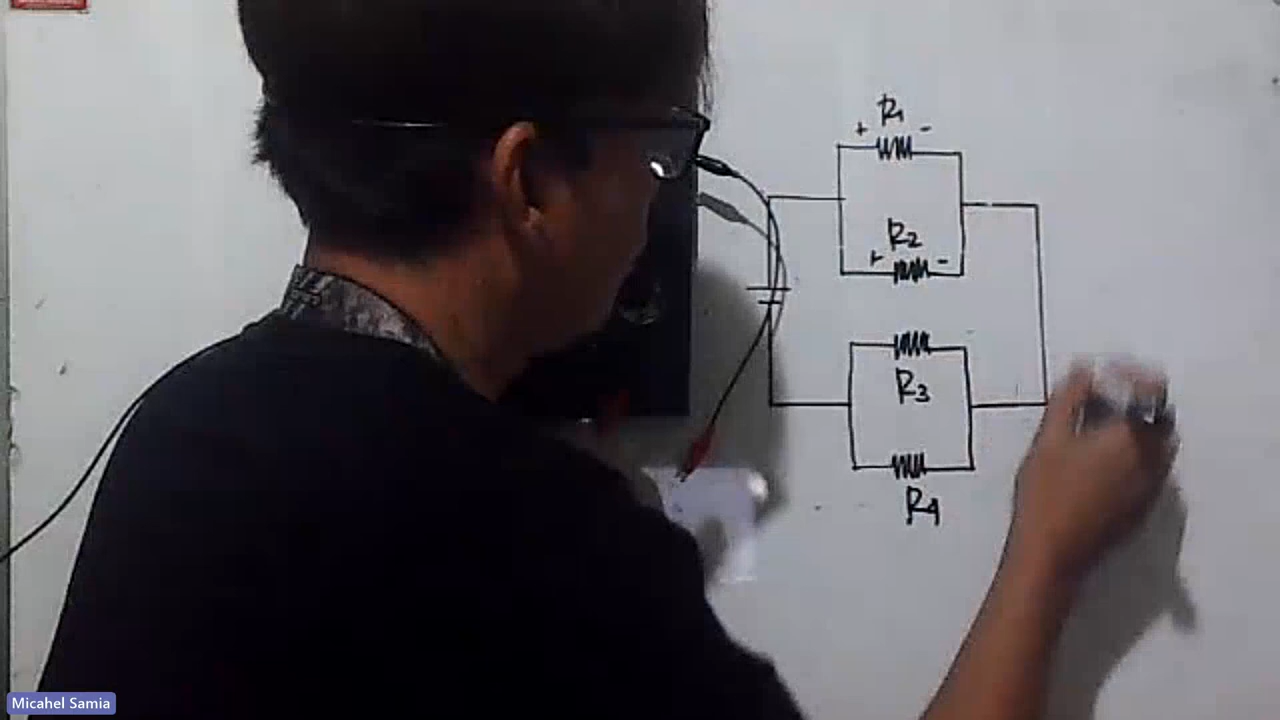 R1
+ -
R2
+ -
R3
R4
Micahel Samia